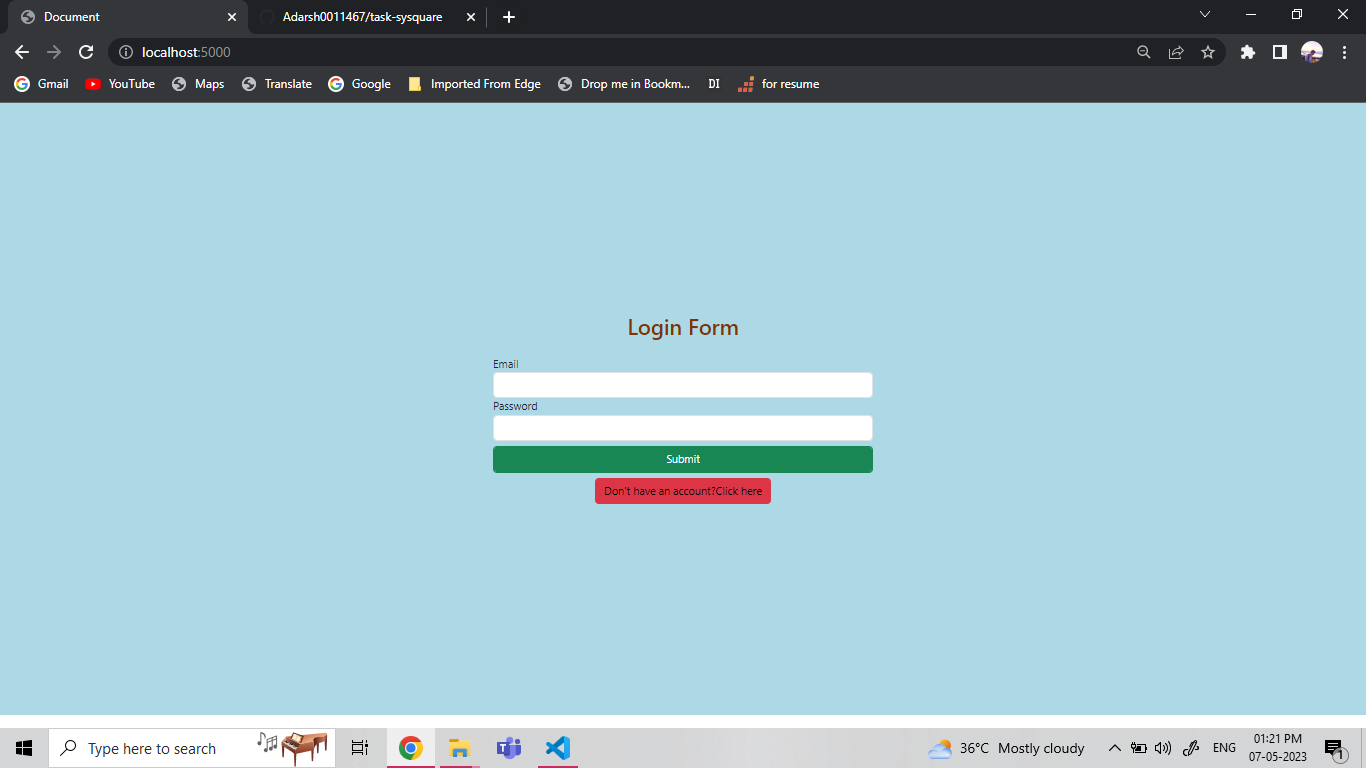 Document
Adarsh0011467/task-sysquare
localhost:5000
Gmail YouTube Maps Translate Google Imported From Edge Drop me in Bookm... DI for resume
Login Form
Email
Password
Submit
Don't have an account?Click here
Type here to search
36°C Mostly cloudy
ENG
01:21 PM
07-05-2023
1